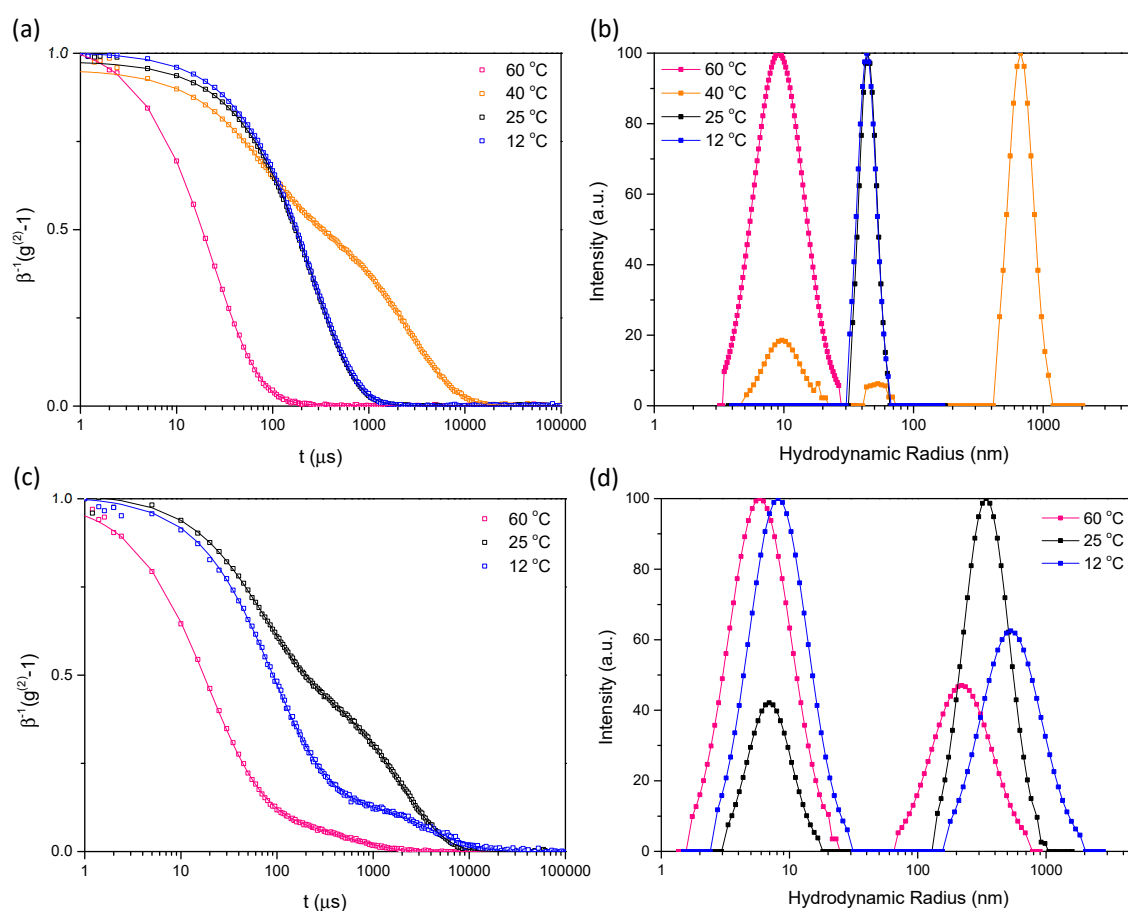 (a)
1.0
0.5
0.0
β⁻¹(g⁽²⁾-1)
60 °C
40 °C
25 °C
12 °C
1 10 100 1000 10000 100000
t (μs)
(b)
100
80
60
40
20
0
Intensity (a.u.)
60 °C
40 °C
25 °C
12 °C
1 10 100 1000
Hydrodynamic Radius (nm)
(c)
1.0
0.5
0.0
β⁻¹(g⁽²⁾-1)
60 °C
25 °C
12 °C
1 10 100 1000 10000 100000
t (μs)
(d)
100
80
60
40
20
0
Intensity (a.u.)
60 °C
25 °C
12 °C
1 10 100 1000
Hydrodynamic Radius (nm)